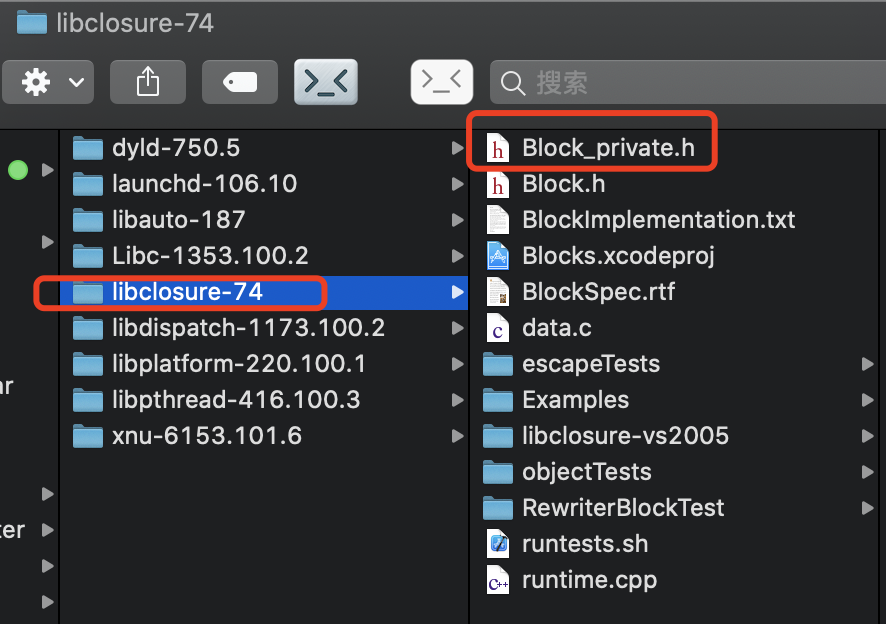 libclosure-74
搜索
ar
ter
dyld-750.5
launchd-106.10
libauto-187
Libc-1353.100.2
libclosure-74
libdispatch-1173.100.2
libplatform-220.100.1
libpthread-416.100.3
xnu-6153.101.6
Block_private.h
Block.h
BlockImplementation.txt
Blocks.xcodeproj
BlockSpec.rtf
data.c
escapeTests
Examples
libclosure-vs2005
objectTests
RewriterBlockTest
runtests.sh
runtime.cpp